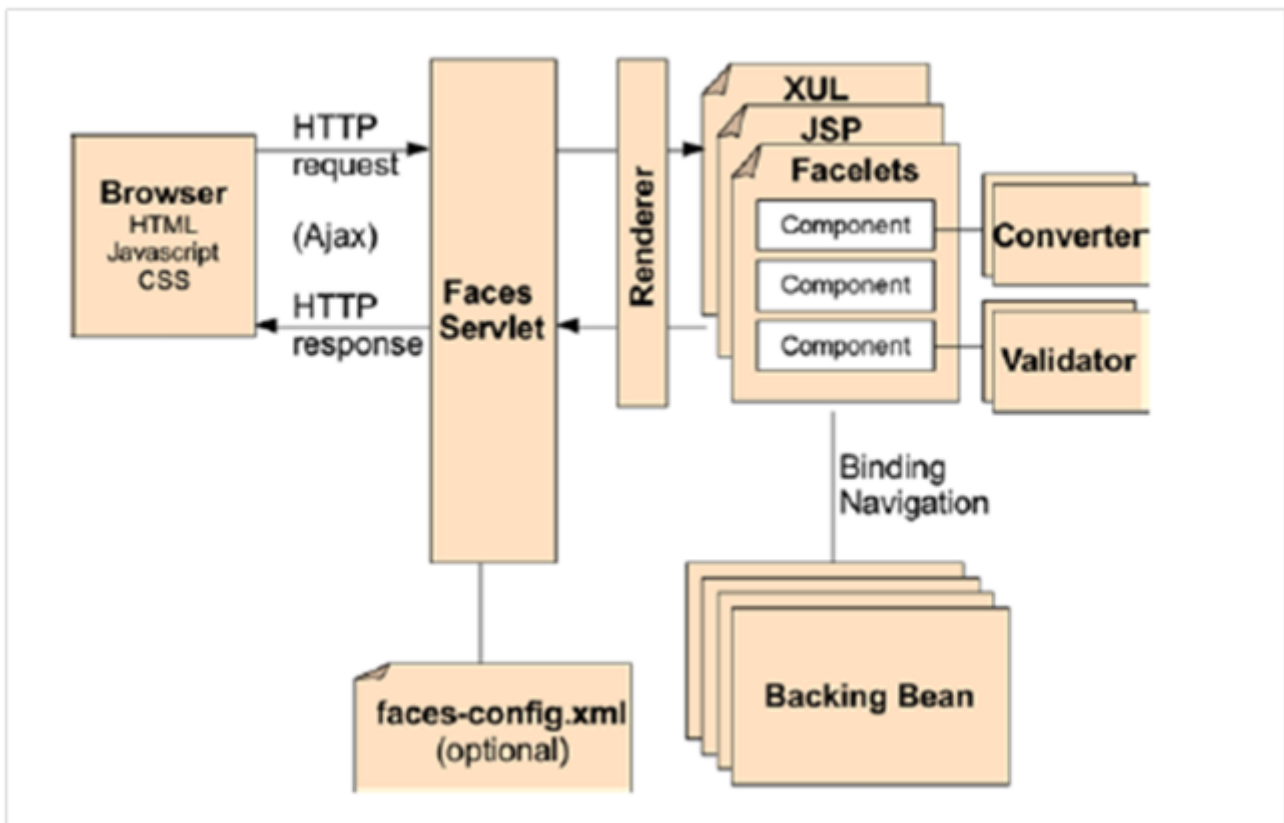 HTTP
request
Browser
HTML
Javascript
CSS
(Ajax)
HTTP
response
Faces
Servlet
Renderer
XUL
JSP
Facelets
Component
Component
Component
Converter
Validator
Binding
Navigation
faces-config.xml
(optional)
Backing Bean